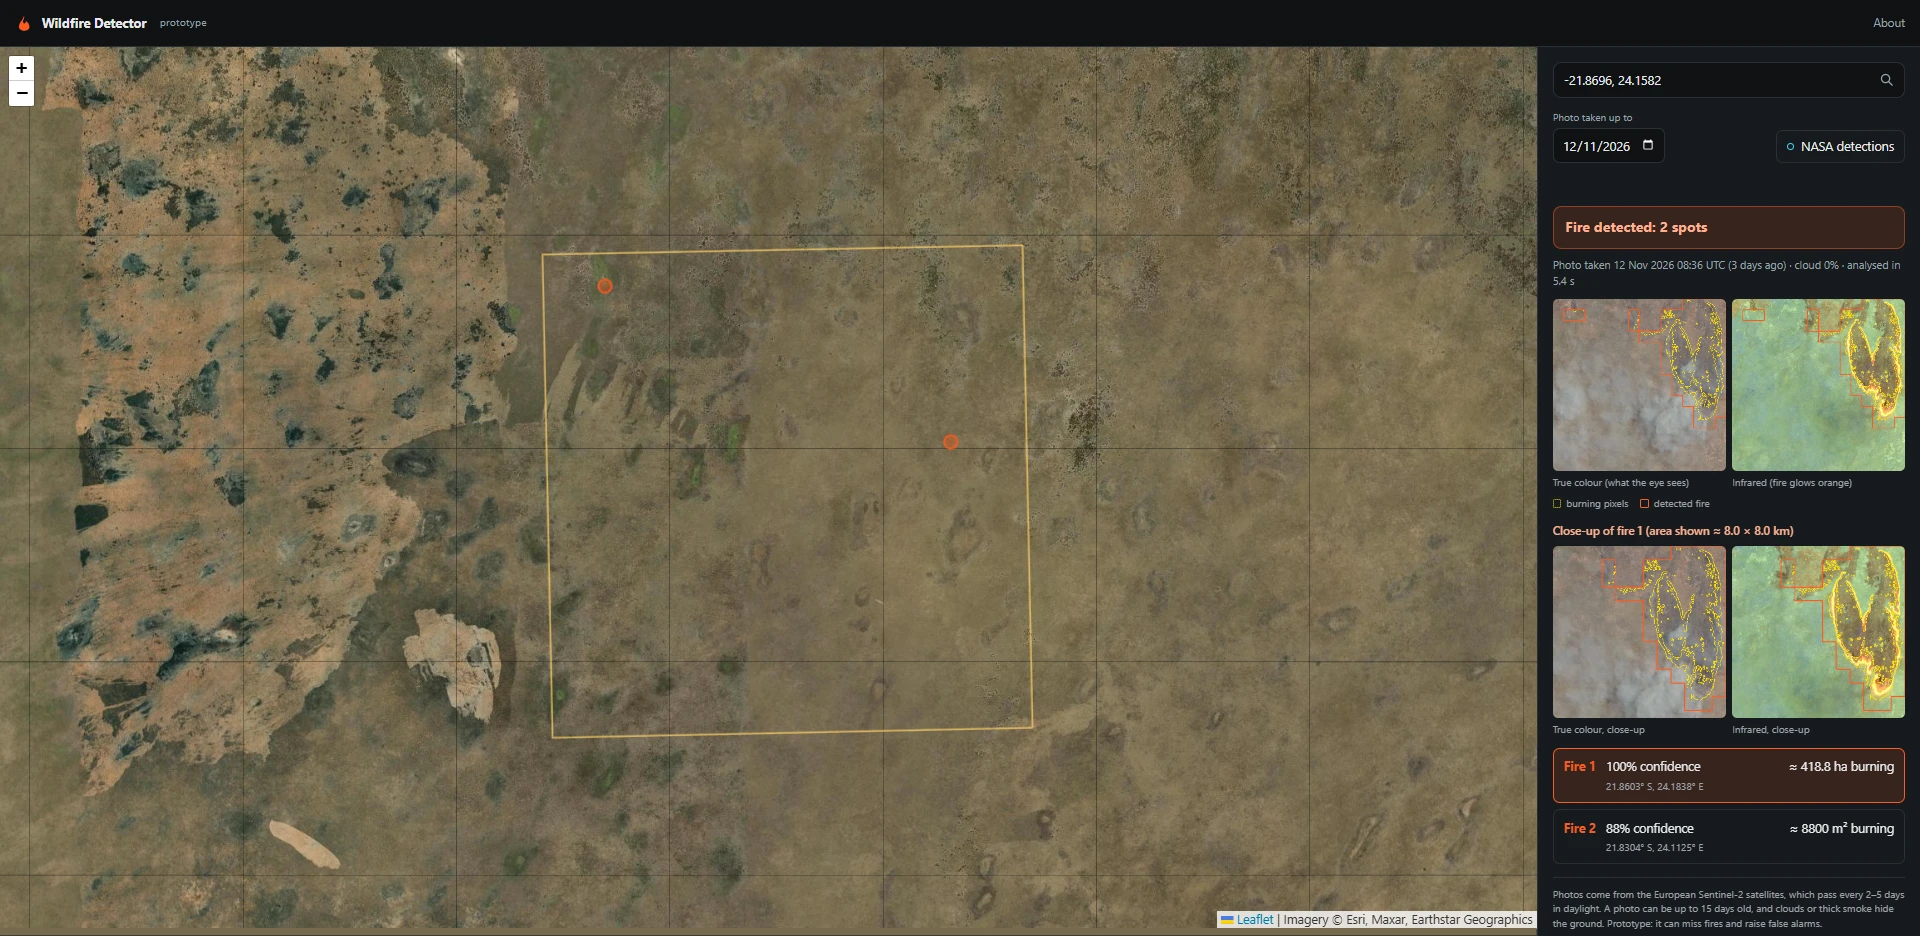 Wildfire Detector prototype
About
+
−
-21.8696, 24.1582
Photo taken up to
12/11/2026
NASA detections
Fire detected: 2 spots
Photo taken 12 Nov 2026 08:36 UTC (3 days ago) · cloud 0% · analysed in
5.4 s
True colour (what the eye sees)
Infrared (fire glows orange)
burning pixels
detected fire
Close-up of fire 1 (area shown ≈ 8.0 × 8.0 km)
True colour, close-up
Infrared, close-up
Fire 1 100% confidence ≈ 418.8 ha burning
21.8603° S, 24.1838° E
Fire 2 88% confidence ≈ 8800 m² burning
21.8304° S, 24.1125° E
Photos come from the European Sentinel-2 satellites, which pass every 2–5 days
in daylight. A photo can be up to 15 days old, and clouds or thick smoke hide
the ground. Prototype: it can miss fires and raise false alarms.
Leaflet | Imagery © Esri, Maxar, Earthstar Geographics